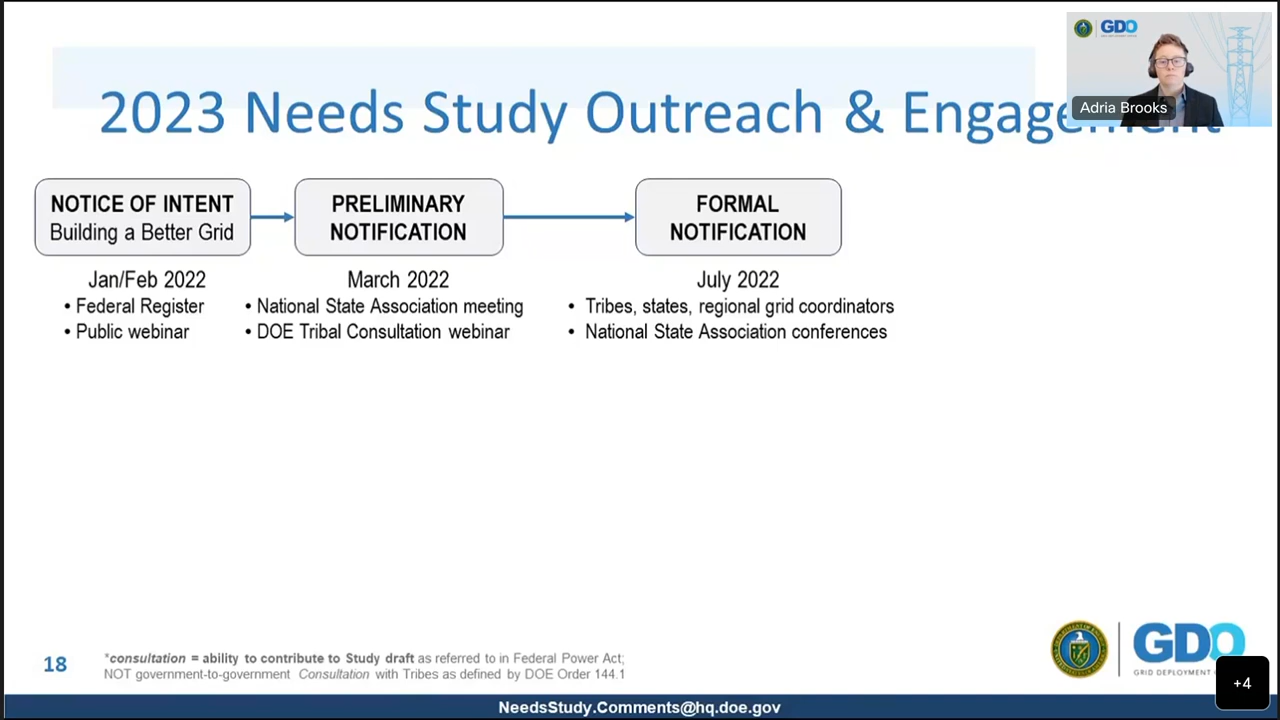 GDO
Adria Brooks
2023 Needs Study Outreach & Engagement
NOTICE OF INTENT
Building a Better Grid
PRELIMINARY
NOTIFICATION
FORMAL
NOTIFICATION
Jan/Feb 2022
• Federal Register
• Public webinar
March 2022
• National State Association meeting
• DOE Tribal Consultation webinar
July 2022
• Tribes, states, regional grid coordinators
• National State Association conferences
18
*consultation = ability to contribute to Study draft as referred to in Federal Power Act;
NOT government-to-government Consultation with Tribes as defined by DOE Order 144.1
GDO
GRID DEPLOYMENT
+4
NeedsStudy.Comments@hq.doe.gov